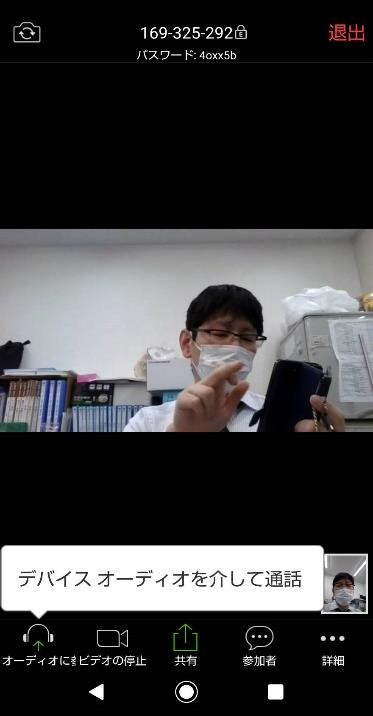 169-325-292
退出
パスワード: 4oxx5b
デバイス オーディオを介して通話
オーディオに
ビデオの停止
共有
参加者
詳細